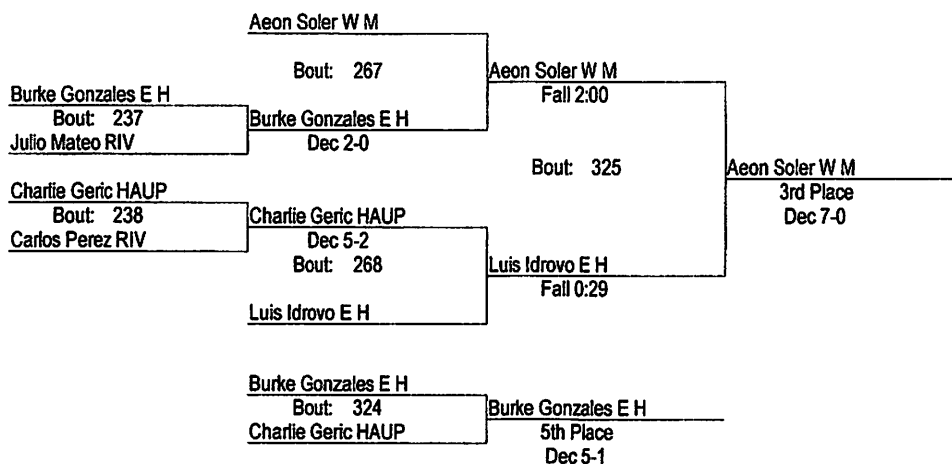 Aeon Soler W M
Bout: 267
Aeon Soler W M
Fall 2:00
Burke Gonzales E H
Bout: 237
Burke Gonzales E H
Julio Mateo RIV
Dec 2-0
Bout: 325
Aeon Soler W M
3rd Place
Dec 7-0
Charlie Geric HAUP
Bout: 238
Charlie Geric HAUP
Carlos Perez RIV
Dec 5-2
Bout: 268
Luis Idrovo E H
Fall 0:29
Luis Idrovo E H
Burke Gonzales E H
Bout: 324
Burke Gonzales E H
Charlie Geric HAUP
5th Place
Dec 5-1